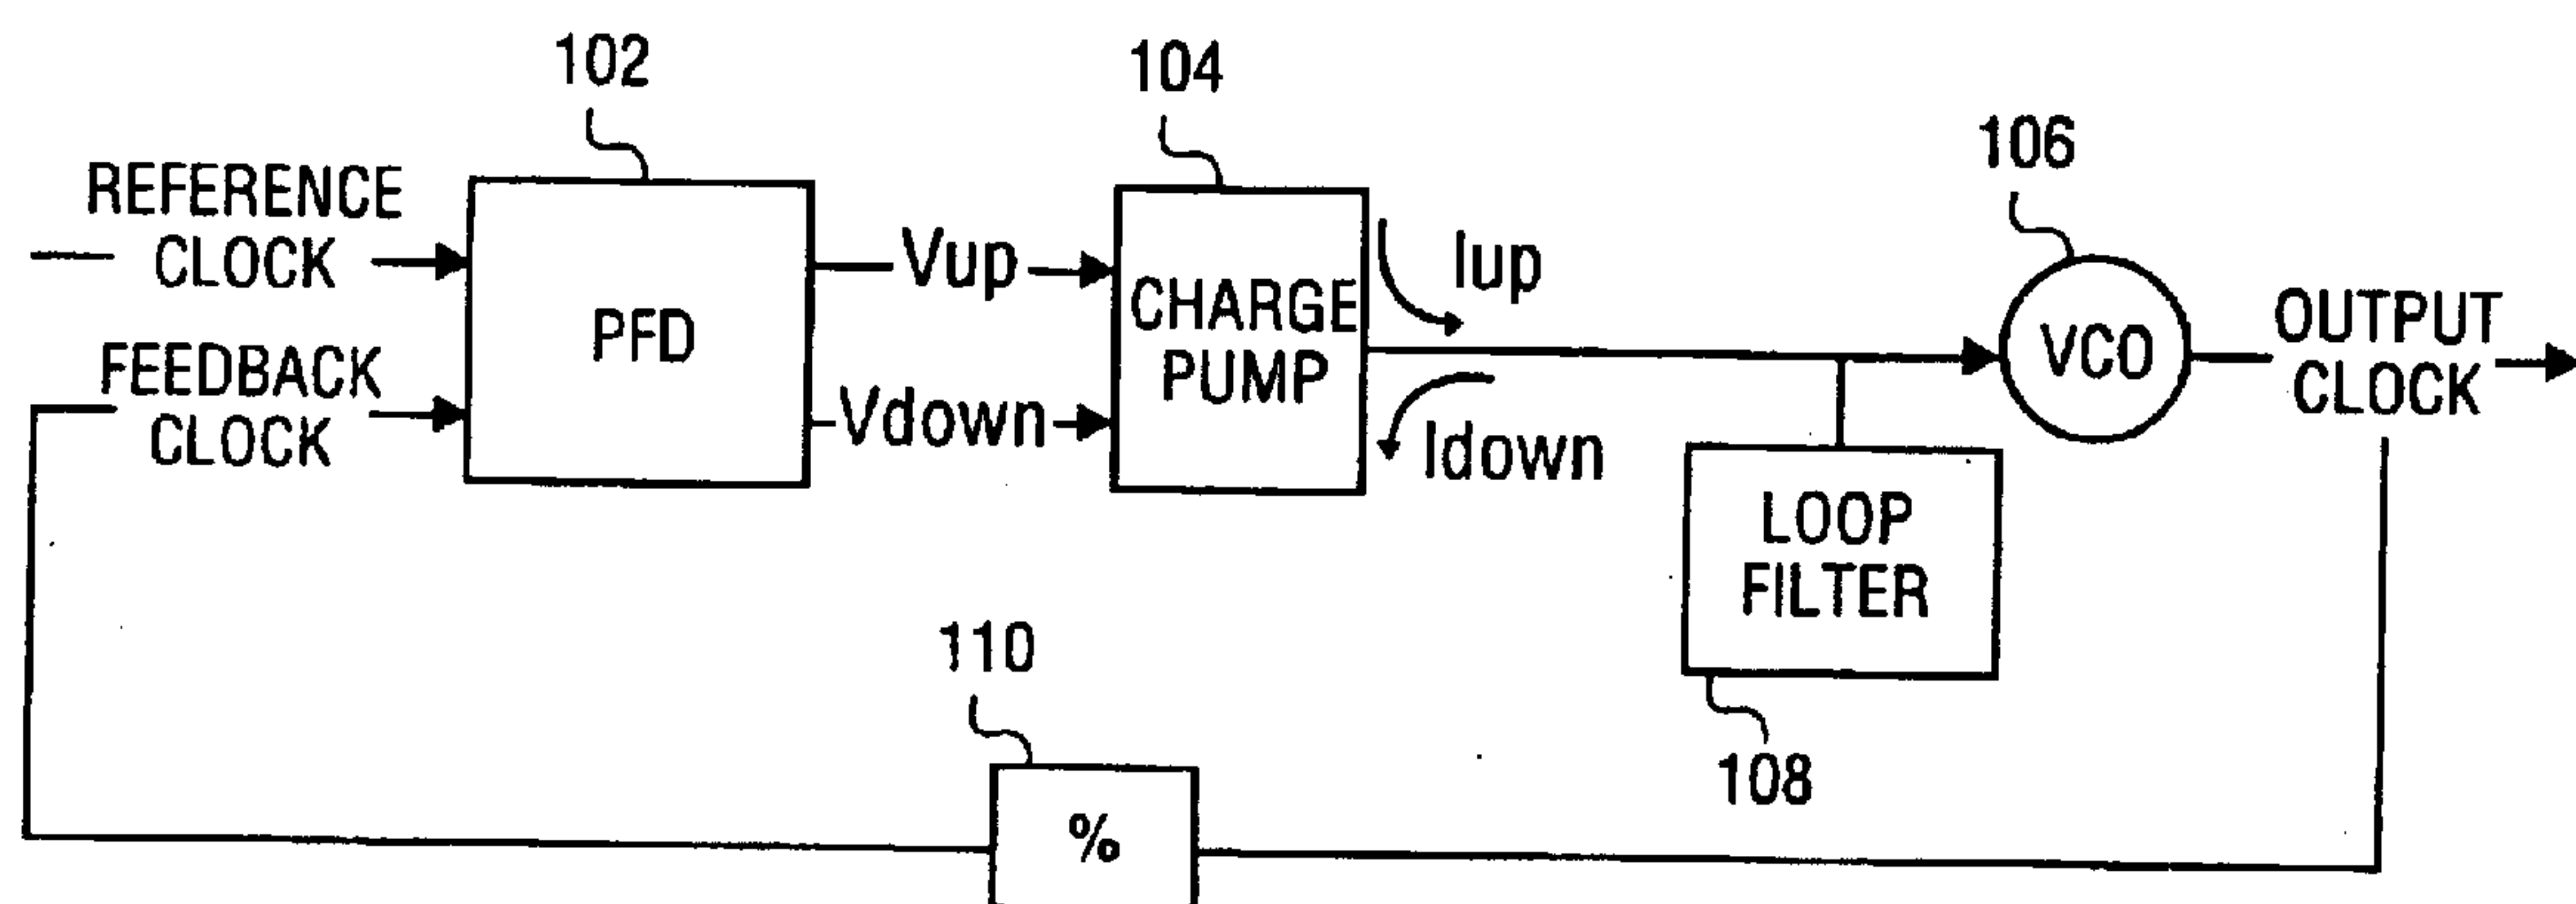 102
104
106
REFERENCE
CLOCK
FEEDBACK
CLOCK
PFD
Vup
Vdown
CHARGE
PUMP
Iup
Idown
VCO
OUTPUT
CLOCK
LOOP
FILTER
108
110
%